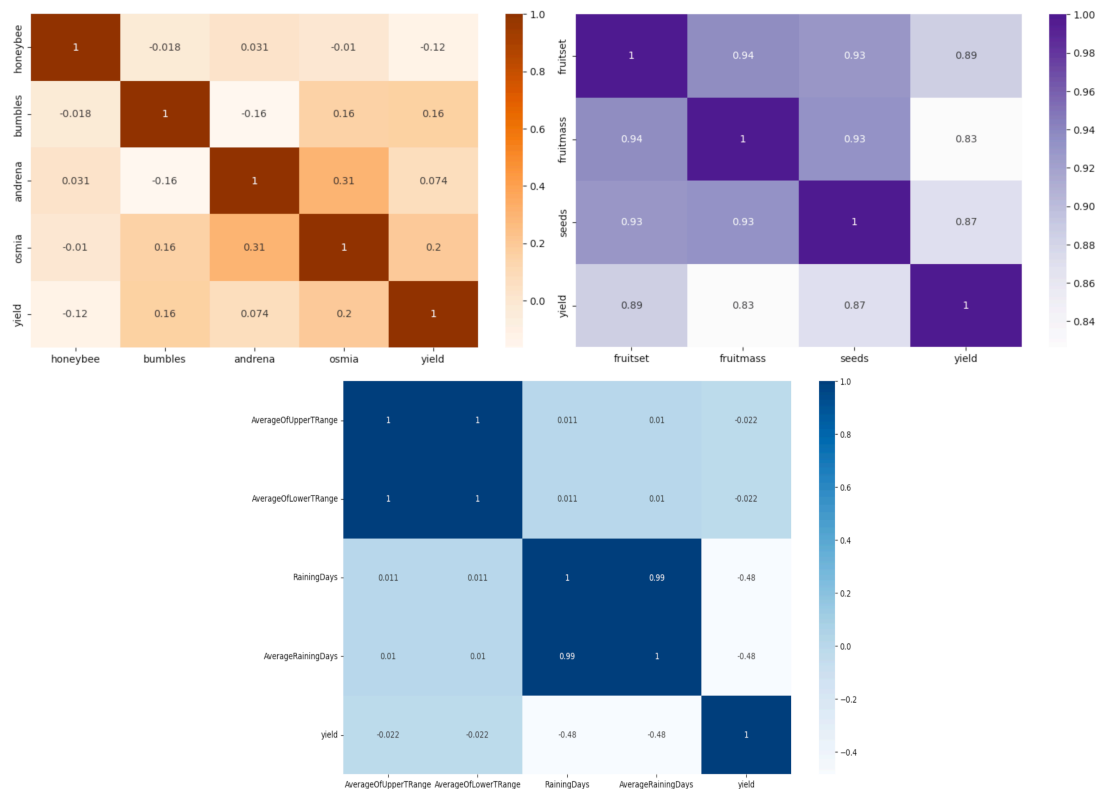 honeybee 1 -0.018 0.031 -0.01 -0.12
bumbles -0.018 1 -0.16 0.16 0.16
andrena 0.031 -0.16 1 0.31 0.074
osmia -0.01 0.16 0.31 1 0.2
yield -0.12 0.16 0.074 0.2 1
honeybee bumbles andrena osmia yield
1.0
0.8
0.6
0.4
0.2
0.0
fruitset 1 0.94 0.93 0.89
fruitmass 0.94 1 0.93 0.83
seeds 0.93 0.93 1 0.87
yield 0.89 0.83 0.87 1
fruitset fruitmass seeds yield
1.00
0.98
0.96
0.94
0.92
0.90
0.88
0.86
0.84
AverageOfUpperTRange 1 1 0.011 0.01 -0.022
AverageOfLowerTRange 1 1 0.011 0.01 -0.022
RainingDays 0.011 0.011 1 0.99 -0.48
AverageRainingDays 0.01 0.01 0.99 1 -0.48
yield -0.022 -0.022 -0.48 -0.48 1
AverageOfUpperTRange AverageOfLowerTRange RainingDays AverageRainingDays yield
1.0
0.8
0.6
0.4
0.2
0.0
-0.2
-0.4